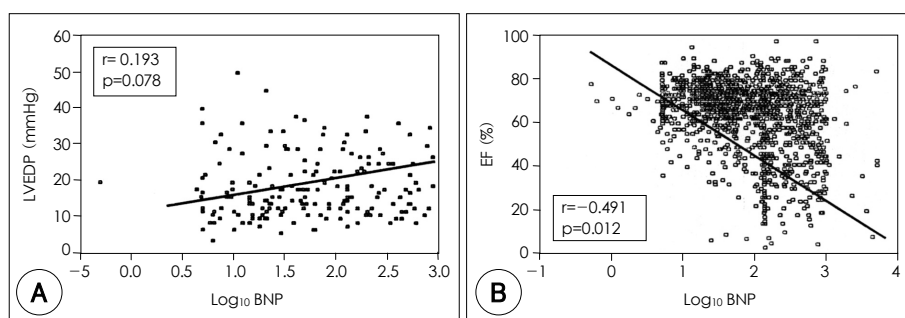 60
50
40
30
20
10
0
LVEDP (mmHg)
r= 0.193
p=0.078
−5 0.0 0.5 1.0 1.5 2.0 2.5 3.0
Log₁₀ BNP
A
100
80
60
40
20
0
EF (%)
r=−0.491
p=0.012
−1 0 1 2 3 4
Log₁₀ BNP
B